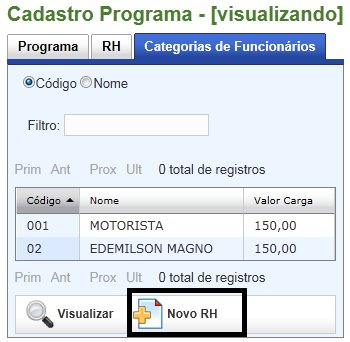 Cadastro Programa - [visualizando]
Programa RH Categorias de Funcionários
Código Nome
Filtro:
Prim Ant Prox Ult 0 total de registros
Código Nome Valor Carga
001 MOTORISTA 150,00
02 EDEMILSON MAGNO 150,00
Prim Ant Prox Ult 0 total de registros
Visualizar Novo RH